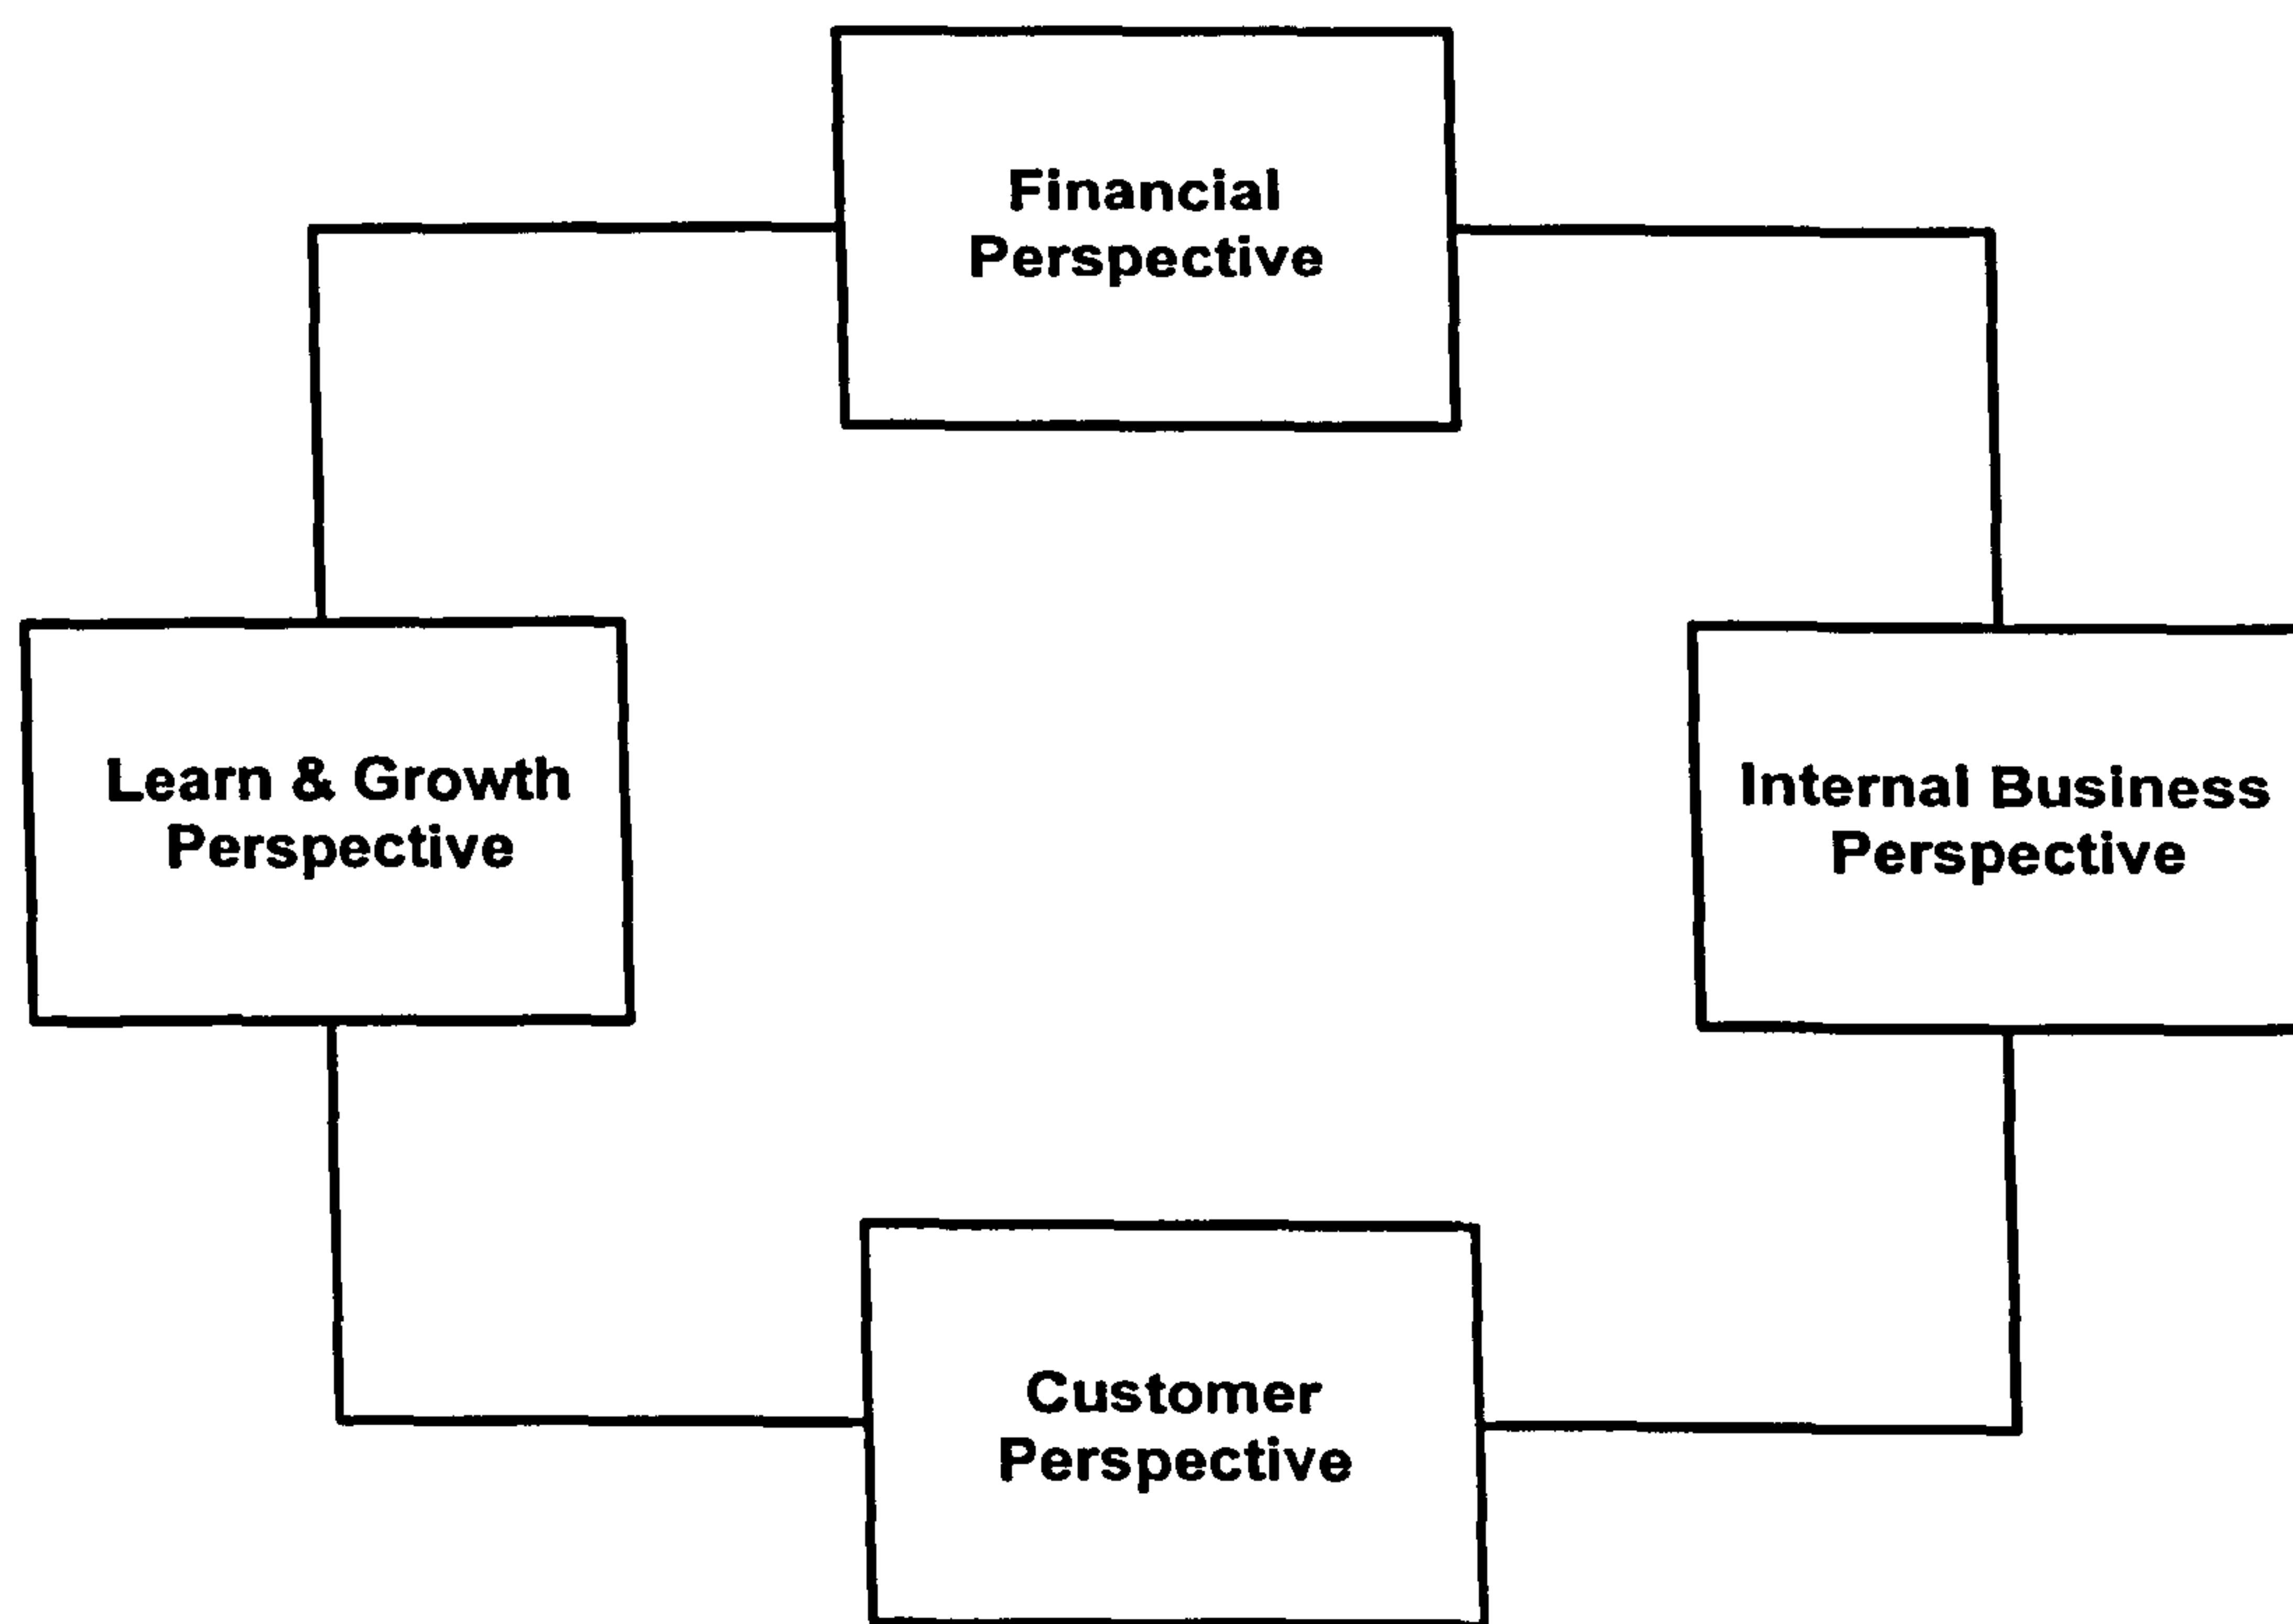 Financial
Perspective
Learn & Growth
Perspective
Internal Business
Perspective
Customer
Perspective